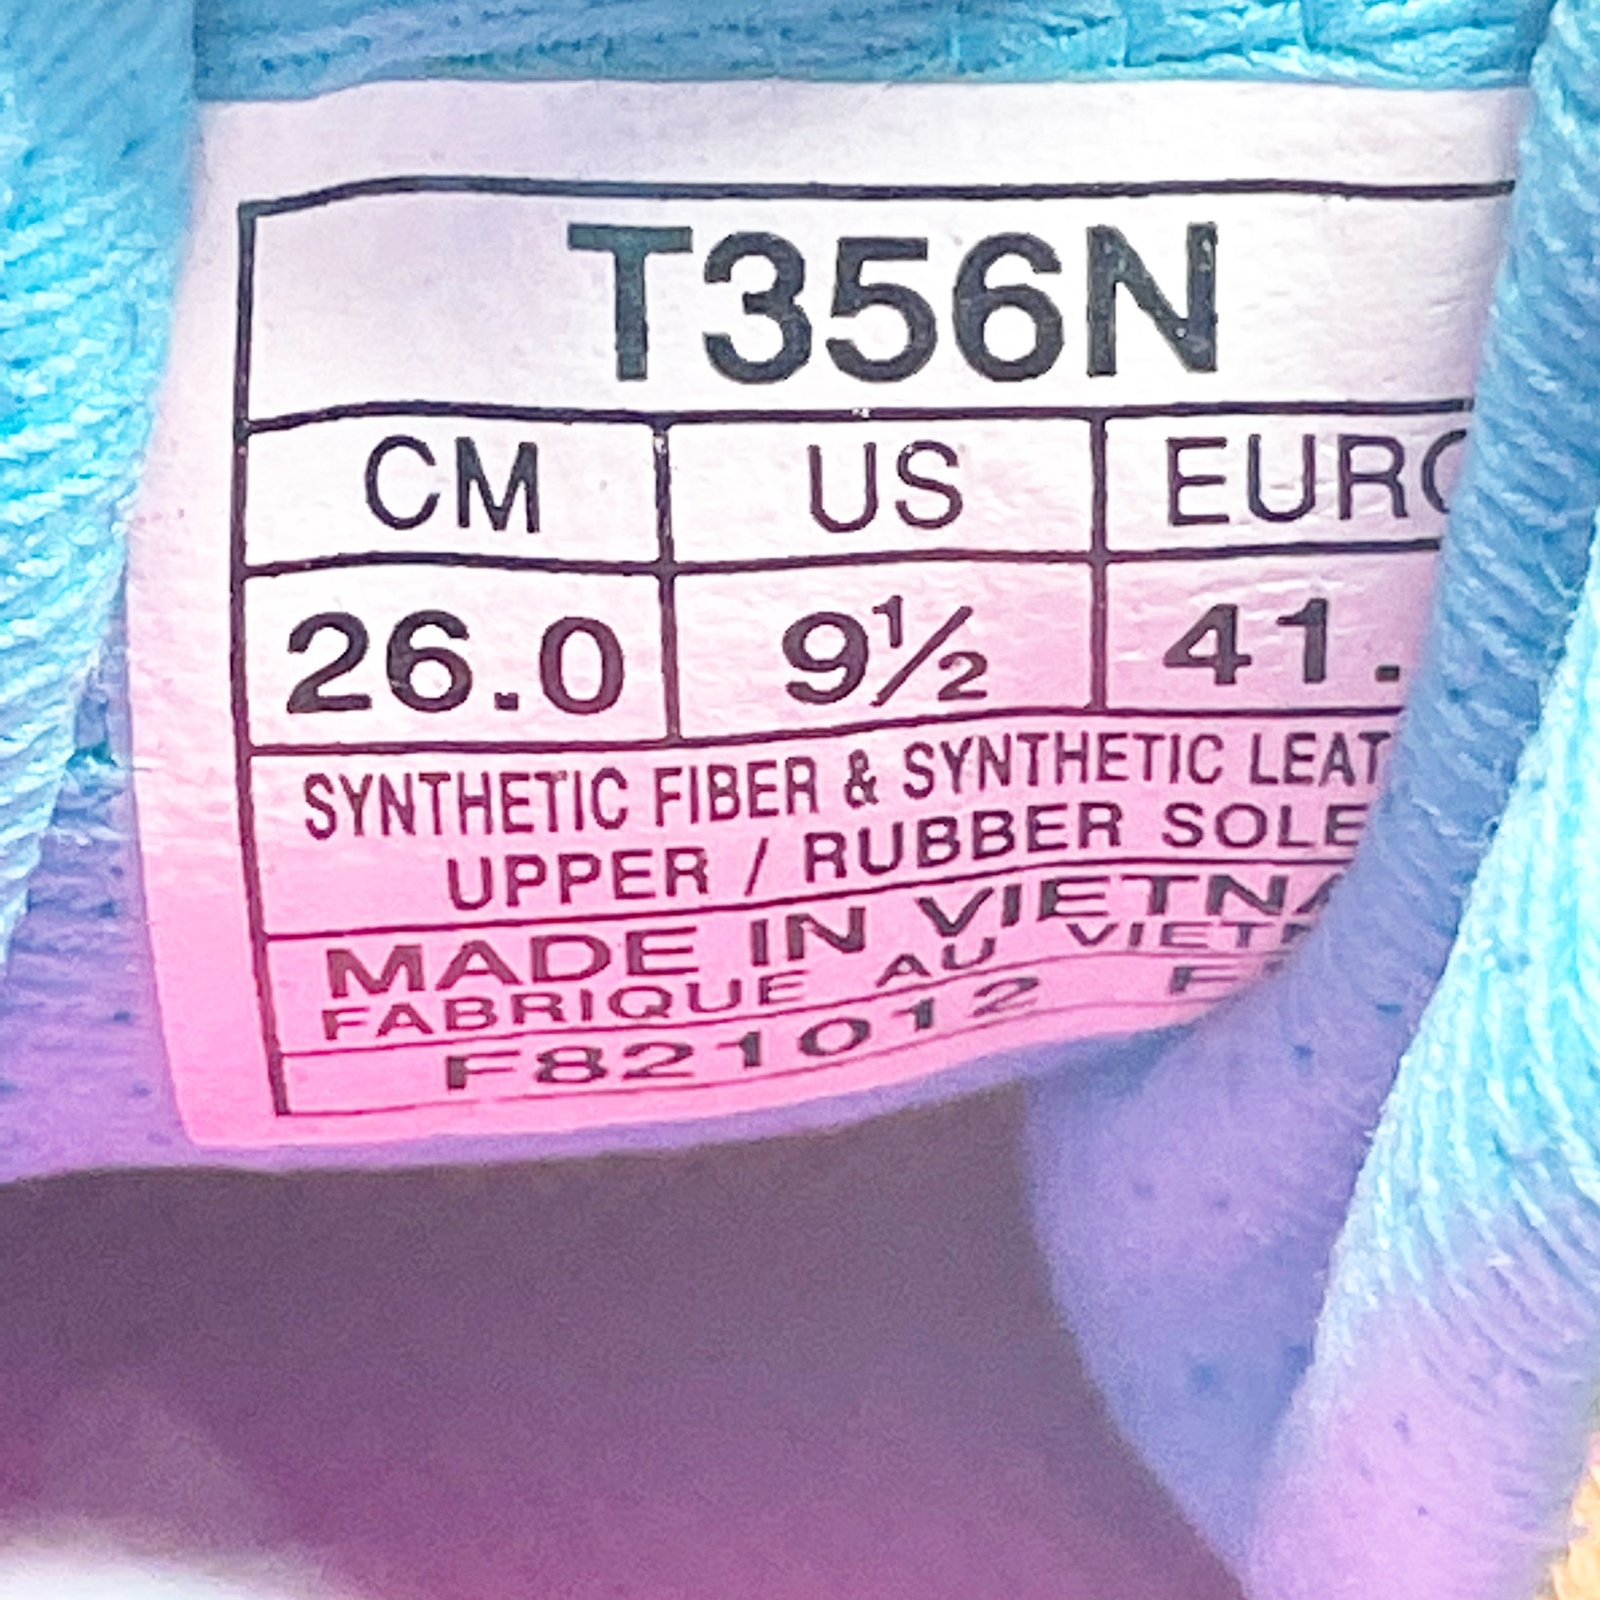 T356N
CM US EURO
26.0 9½ 41.
SYNTHETIC FIBER & SYNTHETIC LEAT
UPPER / RUBBER SOLE
MADE IN VIETNA
FABRIQUE AU VIETN
F821012